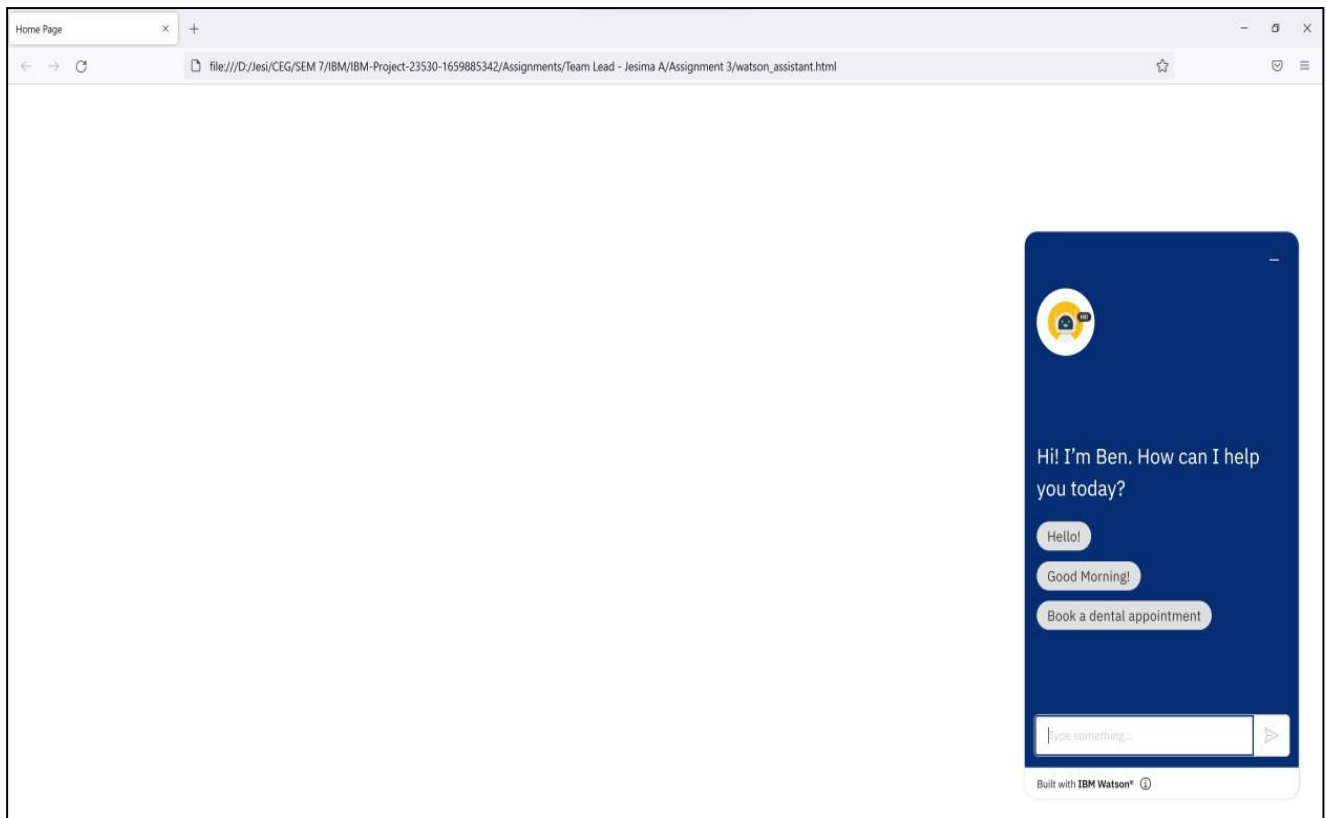 Home Page
file:///D:/Jesi/CEG/SEM 7/IBM/IBM-Project-23530-1659885342/Assignments/Team Lead - Jesima A/Assignment 3/watson_assistant.html
Hi!
Hi! I'm Ben. How can I help
you today?
Hello!
Good Morning!
Book a dental appointment
Type something...
Built with IBM Watson®